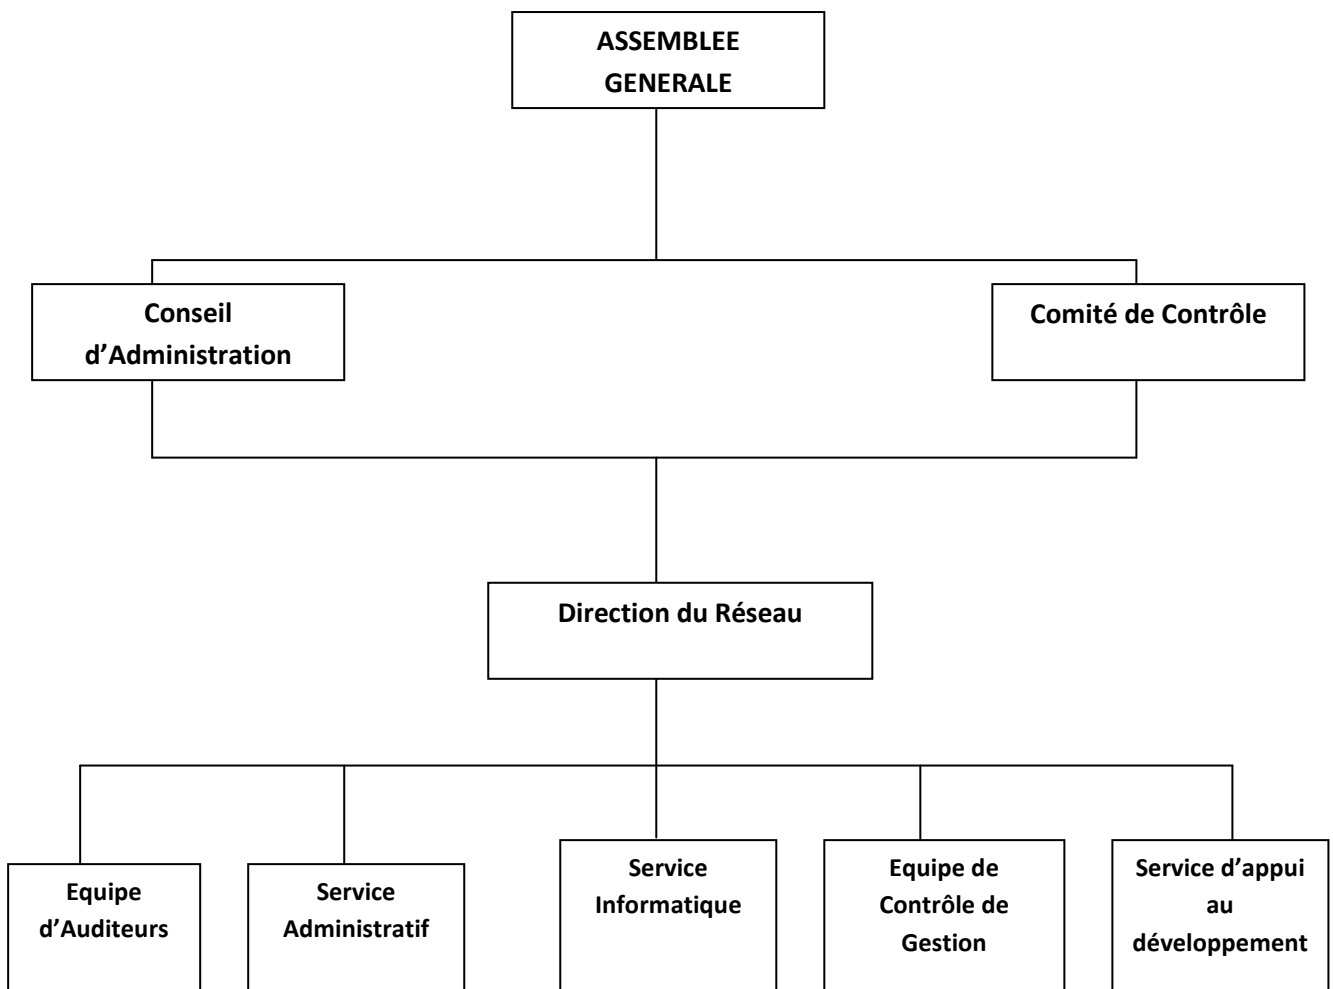 ASSEMBLEE
GENERALE
Conseil
d’Administration
Comité de Contrôle
Direction du Réseau
Equipe
d’Auditeurs
Service
Administratif
Service
Informatique
Equipe de
Contrôle de
Gestion
Service d’appui
au
développement